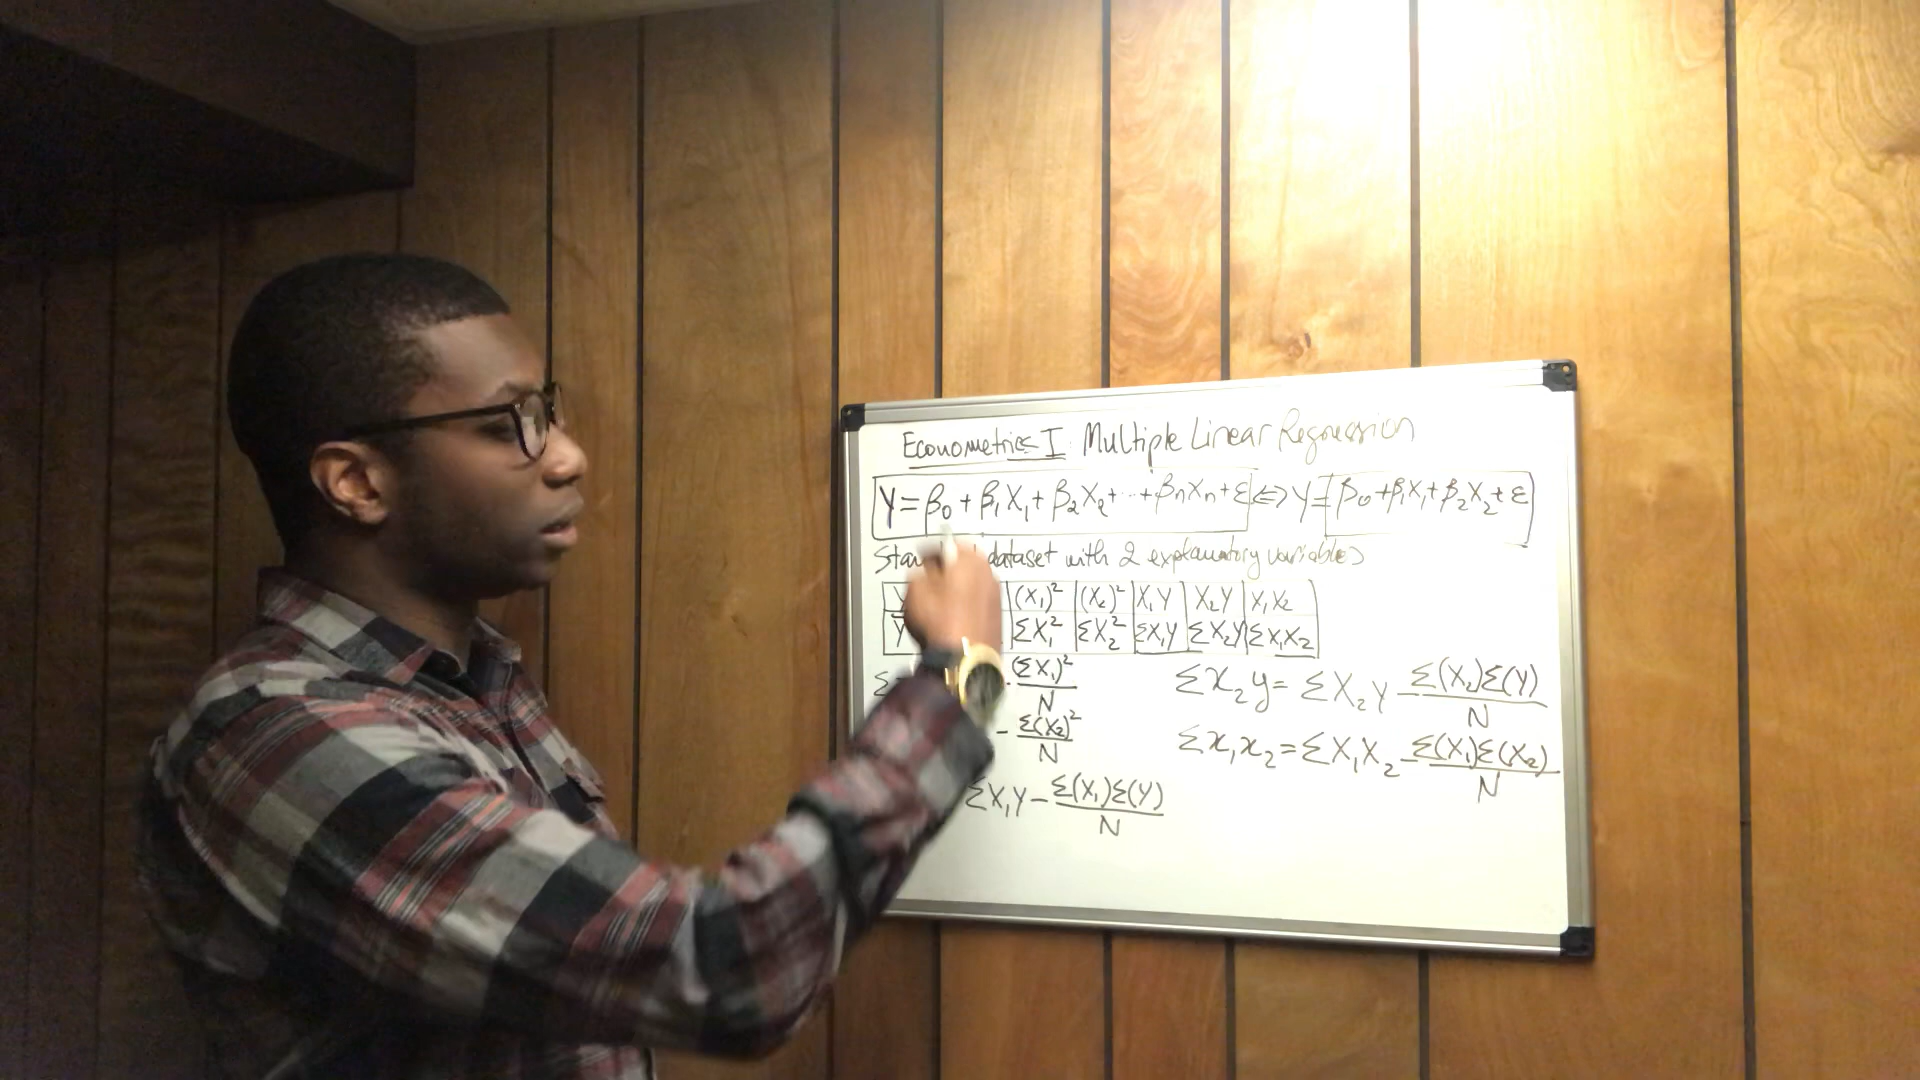 Econometrics I: Multiple Linear Regression
Y = β₀ + β₁X₁ + β₂X₂ + ... + βnXn + ε ⇔ Y = β₀ + β₁X₁ + β₂X₂ + ε
dataset with 2 explanatory variables
Y (X₁)² (X₂)² X₁Y X₂Y X₁X₂
Y ΣX₁² ΣX₂² ΣX₁Y ΣX₂Y ΣX₁X₂
Σ (ΣX₁)²/N
- Σ(X₂)²/N
ΣX₁Y - Σ(X₁)Σ(Y)/N
Σx₂y = ΣX₂Y - Σ(X₂)Σ(Y)/N
Σx₁x₂ = ΣX₁X₂ - Σ(X₁)Σ(X₂)/N